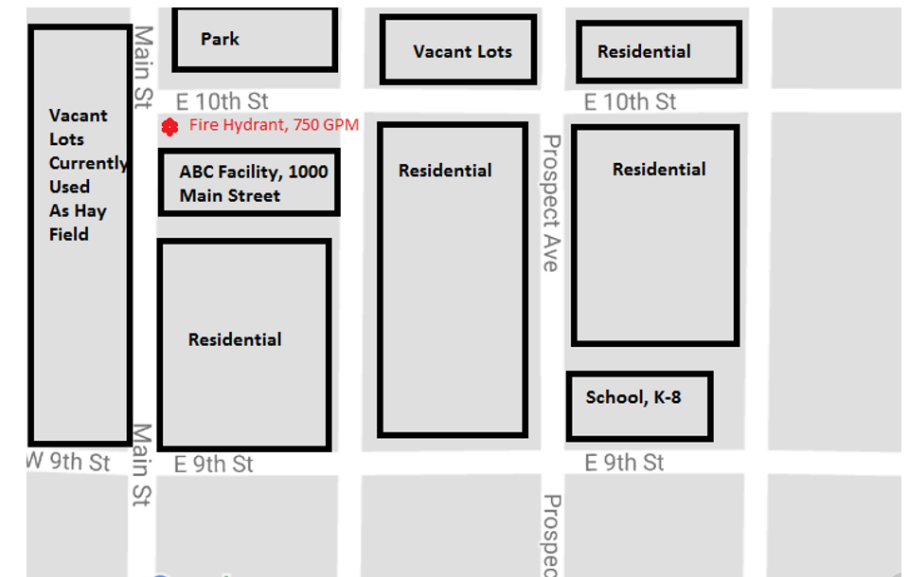 Park
Vacant Lots
Residential
Main St
E 10th St
E 10th St
Vacant
Lots
Currently
Used
As Hay
Field
Fire Hydrant, 750 GPM
ABC Facility, 1000
Main Street
Residential
Prospect Ave
Residential
Residential
School, K-8
Main St
W 9th St
E 9th St
E 9th St
Prospec